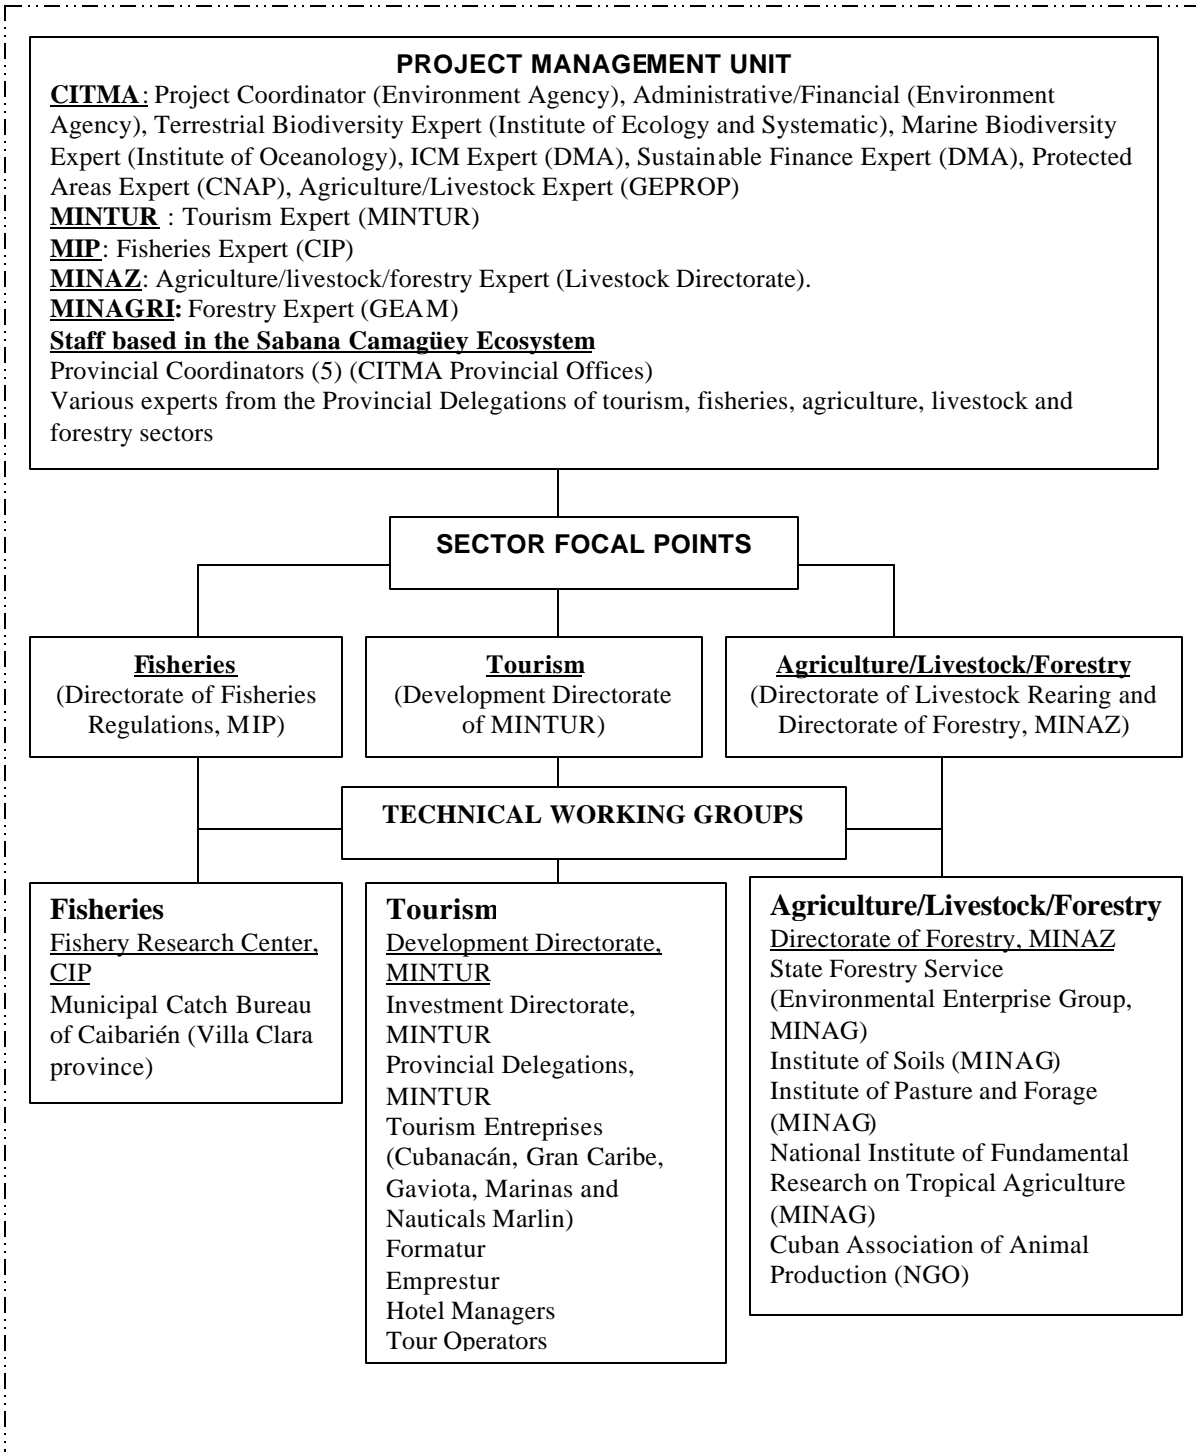 PROJECT MANAGEMENT UNIT
CITMA: Project Coordinator (Environment Agency), Administrative/Financial (Environment
Agency), Terrestrial Biodiversity Expert (Institute of Ecology and Systematic), Marine Biodiversity
Expert (Institute of Oceanology), ICM Expert (DMA), Sustainable Finance Expert (DMA), Protected
Areas Expert (CNAP), Agriculture/Livestock Expert (GEPROP)
MINTUR : Tourism Expert (MINTUR)
MIP: Fisheries Expert (CIP)
MINAZ: Agriculture/livestock/forestry Expert (Livestock Directorate).
MINAGRI: Forestry Expert (GEAM)
Staff based in the Sabana Camagüey Ecosystem
Provincial Coordinators (5) (CITMA Provincial Offices)
Various experts from the Provincial Delegations of tourism, fisheries, agriculture, livestock and
forestry sectors
SECTOR FOCAL POINTS
Fisheries
(Directorate of Fisheries
Regulations, MIP)
Tourism
(Development Directorate
of MINTUR)
Agriculture/Livestock/Forestry
(Directorate of Livestock Rearing and
Directorate of Forestry, MINAZ)
TECHNICAL WORKING GROUPS
Fisheries
Fishery Research Center,
CIP
Municipal Catch Bureau
of Caibarién (Villa Clara
province)
Tourism
Development Directorate,
MINTUR
Investment Directorate,
MINTUR
Provincial Delegations,
MINTUR
Tourism Entreprises
(Cubanacán, Gran Caribe,
Gaviota, Marinas and
Nauticals Marlin)
Formatur
Emprestur
Hotel Managers
Tour Operators
Agriculture/Livestock/Forestry
Directorate of Forestry, MINAZ
State Forestry Service
(Environmental Enterprise Group,
MINAG)
Institute of Soils (MINAG)
Institute of Pasture and Forage
(MINAG)
National Institute of Fundamental
Research on Tropical Agriculture
(MINAG)
Cuban Association of Animal
Production (NGO)